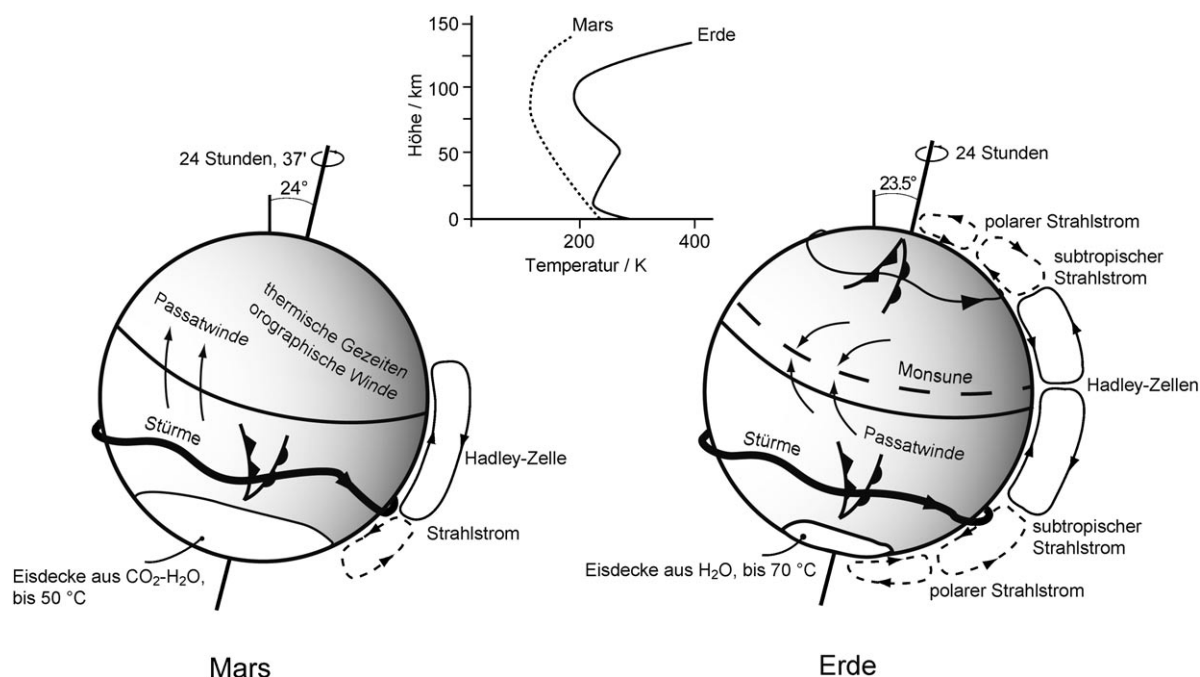 150
100
50
0
Höhe / km
Mars
Erde
200
400
Temperatur / K
24 Stunden, 37'
24°
Passatwinde
thermische Gezeiten
orographische Winde
Stürme
Hadley-Zelle
Strahlstrom
Eisdecke aus CO₂-H₂O,
bis 50 °C
Mars
24 Stunden
23.5°
polarer Strahlstrom
subtropischer
Strahlstrom
Monsune
Hadley-Zellen
Passatwinde
Stürme
subtropischer
Strahlstrom
Eisdecke aus H₂O, bis 70 °C
polarer Strahlstrom
Erde